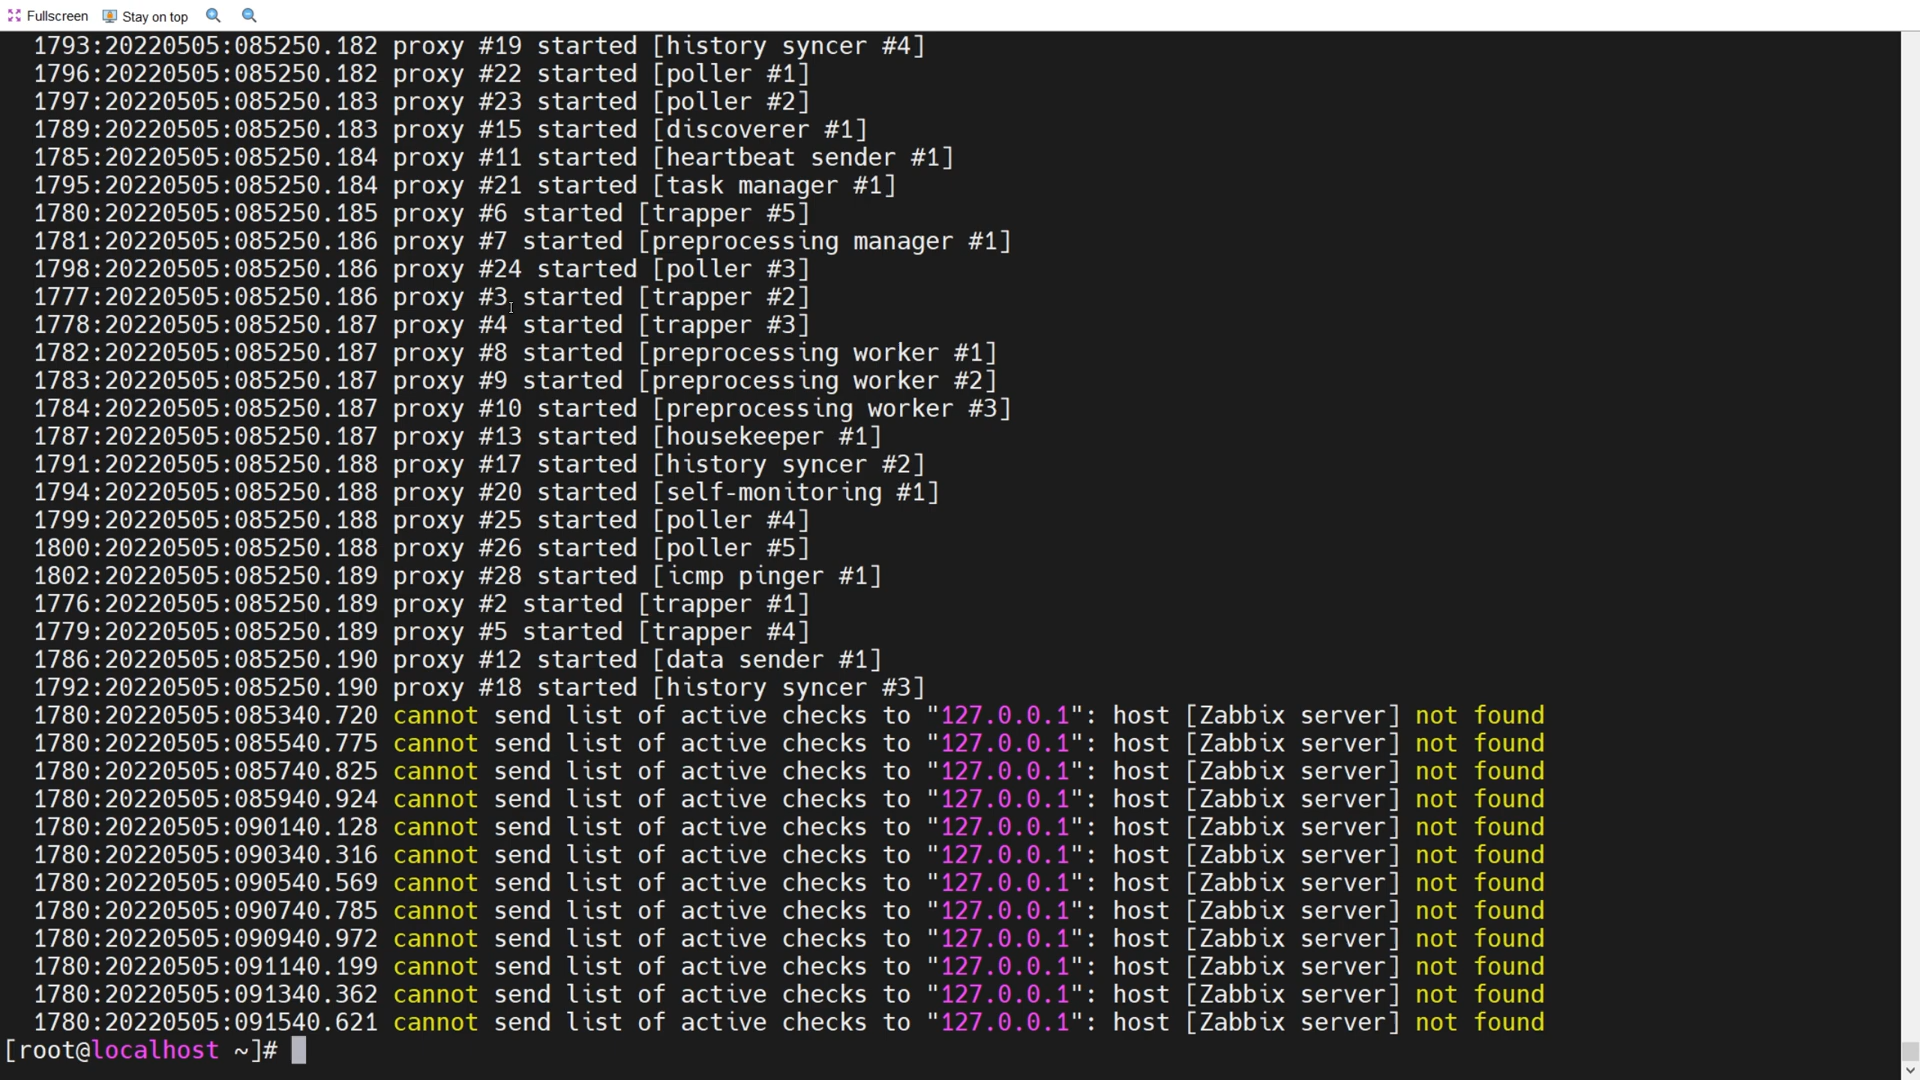 Fullscreen Stay on top
1793:20220505:085250.182 proxy #19 started [history syncer #4]
1796:20220505:085250.182 proxy #22 started [poller #1]
1797:20220505:085250.183 proxy #23 started [poller #2]
1789:20220505:085250.183 proxy #15 started [discoverer #1]
1785:20220505:085250.184 proxy #11 started [heartbeat sender #1]
1795:20220505:085250.184 proxy #21 started [task manager #1]
1780:20220505:085250.185 proxy #6 started [trapper #5]
1781:20220505:085250.186 proxy #7 started [preprocessing manager #1]
1798:20220505:085250.186 proxy #24 started [poller #3]
1777:20220505:085250.186 proxy #3 started [trapper #2]
1778:20220505:085250.187 proxy #4 started [trapper #3]
1782:20220505:085250.187 proxy #8 started [preprocessing worker #1]
1783:20220505:085250.187 proxy #9 started [preprocessing worker #2]
1784:20220505:085250.187 proxy #10 started [preprocessing worker #3]
1787:20220505:085250.187 proxy #13 started [housekeeper #1]
1791:20220505:085250.188 proxy #17 started [history syncer #2]
1794:20220505:085250.188 proxy #20 started [self-monitoring #1]
1799:20220505:085250.188 proxy #25 started [poller #4]
1800:20220505:085250.188 proxy #26 started [poller #5]
1802:20220505:085250.189 proxy #28 started [icmp pinger #1]
1776:20220505:085250.189 proxy #2 started [trapper #1]
1779:20220505:085250.189 proxy #5 started [trapper #4]
1786:20220505:085250.190 proxy #12 started [data sender #1]
1792:20220505:085250.190 proxy #18 started [history syncer #3]
1780:20220505:085340.720 cannot send list of active checks to "127.0.0.1": host [Zabbix server] not found
1780:20220505:085540.775 cannot send list of active checks to "127.0.0.1": host [Zabbix server] not found
1780:20220505:085740.825 cannot send list of active checks to "127.0.0.1": host [Zabbix server] not found
1780:20220505:085940.924 cannot send list of active checks to "127.0.0.1": host [Zabbix server] not found
1780:20220505:090140.128 cannot send list of active checks to "127.0.0.1": host [Zabbix server] not found
1780:20220505:090340.316 cannot send list of active checks to "127.0.0.1": host [Zabbix server] not found
1780:20220505:090540.569 cannot send list of active checks to "127.0.0.1": host [Zabbix server] not found
1780:20220505:090740.785 cannot send list of active checks to "127.0.0.1": host [Zabbix server] not found
1780:20220505:090940.972 cannot send list of active checks to "127.0.0.1": host [Zabbix server] not found
1780:20220505:091140.199 cannot send list of active checks to "127.0.0.1": host [Zabbix server] not found
1780:20220505:091340.362 cannot send list of active checks to "127.0.0.1": host [Zabbix server] not found
1780:20220505:091540.621 cannot send list of active checks to "127.0.0.1": host [Zabbix server] not found
[root@localhost ~]#